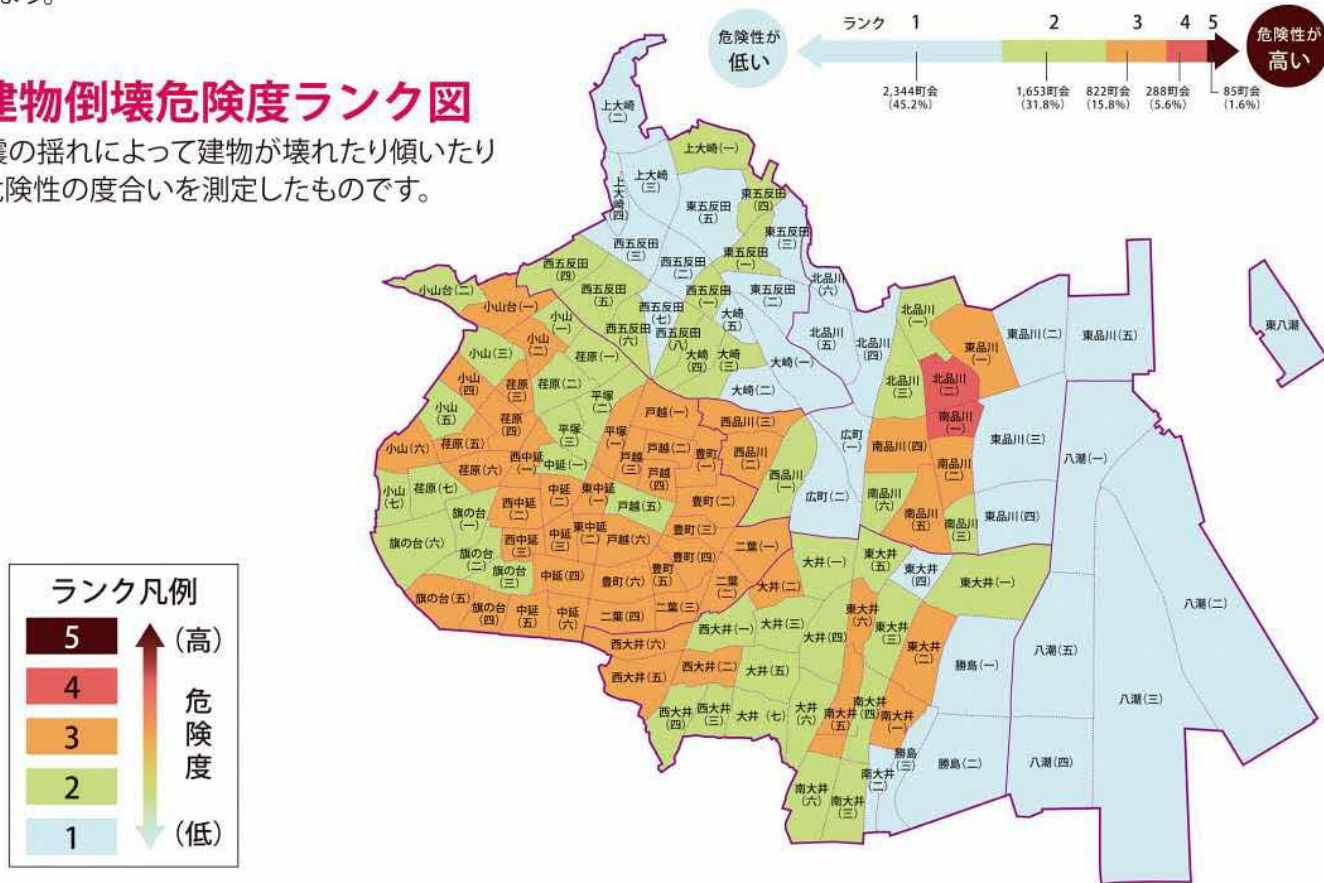 ます。
ランク 1 2 3 4 5
危険性が
低い
危険性が
高い
2,344町会
(45.2%)
1,653町会
(31.8%)
822町会
(15.8%)
288町会
(5.6%)
85町会
(1.6%)
建物倒壊危険度ランク図
震の揺れによって建物が壊れたり傾いたり
危険性の度合いを測定したものです。
上大崎
(二)
上大崎(一)
上大崎
(三)
上大崎
(四)
東五反田
(四)
東五反田
(五)
東五反田
(三)
西五反田
(三)
東五反田
(一)
西五反田
(四)
西五反田
(二)
北品川
(六)
小山台(二)
西五反田
(五)
西五反田
(一)
東五反田
(二)
小山台(一)
小山
(一)
西五反田
(七)
大崎
(五)
北品川
(一)
東品川(二)
東品川(五)
東八潮
小山
(二)
西五反田
(六)
西五反田
(八)
北品川
(五)
北品川
(四)
東品川
(一)
小山(三)
荏原(一)
大崎
(四)
大崎
(三)
大崎(一)
小山
(四)
荏原
(三)
荏原(二)
大崎(二)
北品川
(三)
北品川
(二)
平塚
(二)
小山
(五)
荏原
(四)
戸越(一)
西品川(三)
広町
(一)
南品川
(一)
東品川(三)
平塚
(三)
平塚
(一)
戸越(二)
豊町
(一)
西品川
(二)
南品川(四)
小山(六)
荏原(五)
西中延
(一)
中延(一)
戸越
(三)
戸越
(四)
西品川
(一)
南品川
(二)
八潮(一)
荏原(六)
小山
(七)
荏原(七)
西中延
(二)
中延
(二)
東中延
(一)
戸越(五)
豊町(二)
広町(二)
南品川
(六)
南品川
(五)
南品川
(三)
東品川(四)
旗の台
(一)
旗の台(六)
西中延
(三)
中延
(三)
東中延
(二)
戸越(六)
豊町(三)
旗の台
(二)
旗の台
(三)
中延(四)
豊町(六)
豊町
(五)
豊町(四)
二葉(一)
大井(一)
東大井
(五)
東大井
(四)
東大井(一)
旗の台(五)
旗の台
(四)
中延
(五)
中延
(六)
二葉(四)
二葉(三)
二葉
(二)
大井(二)
八潮(二)
西大井(六)
西大井(一)
大井(三)
大井(四)
東大井
(六)
東大井
(三)
東大井
(二)
勝島(一)
八潮(五)
西大井(五)
西大井(二)
大井(五)
八潮(三)
西大井
(四)
西大井
(三)
大井(七)
大井
(六)
南大井
(五)
南大井
(四)
南大井
(一)
勝島
(三)
勝島(二)
八潮(四)
南大井
(二)
南大井
(六)
南大井
(三)
ランク凡例
5
4
3
2
1
(高)
危険度
(低)